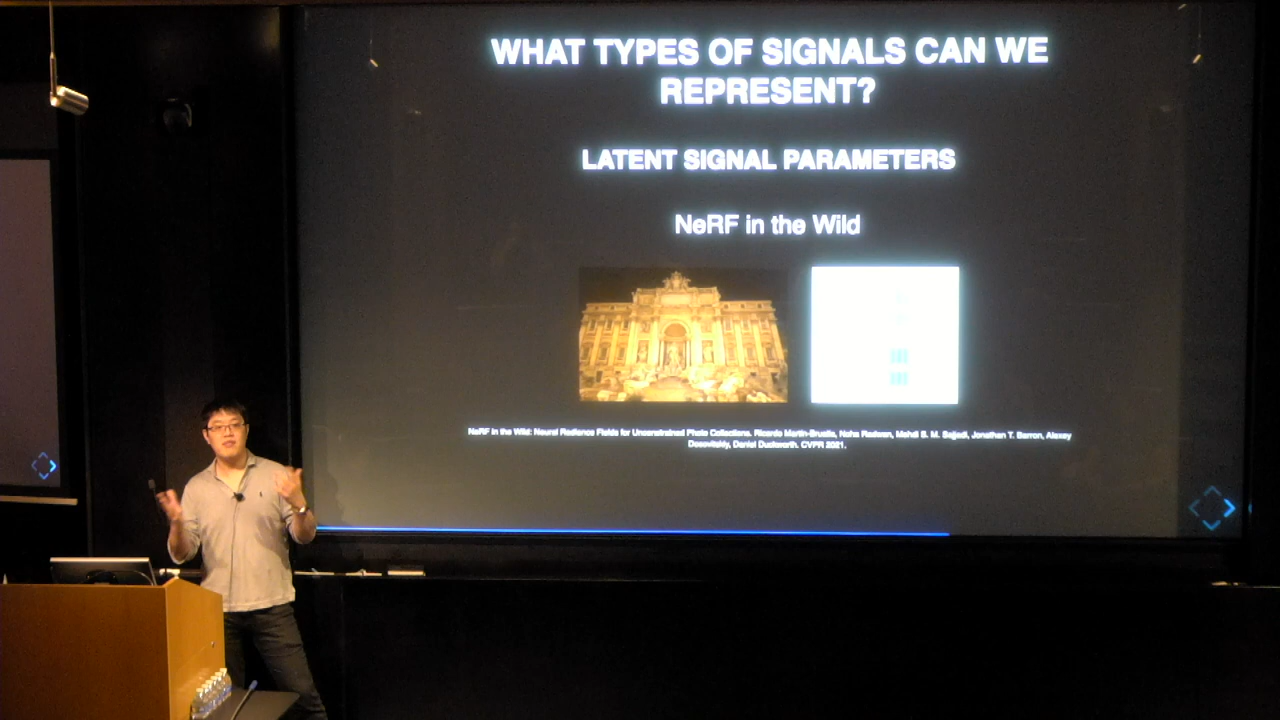 WHAT TYPES OF SIGNALS CAN WE
REPRESENT?
LATENT SIGNAL PARAMETERS
NeRF in the Wild
NeRF in the Wild: Neural Radiance Fields for Unconstrained Photo Collections. Ricardo Martin-Brualla, Noha Radwan, Mehdi S. M. Sajjadi, Jonathan T. Barron, Alexey
Dosovitskiy, Daniel Duckworth. CVPR 2021.